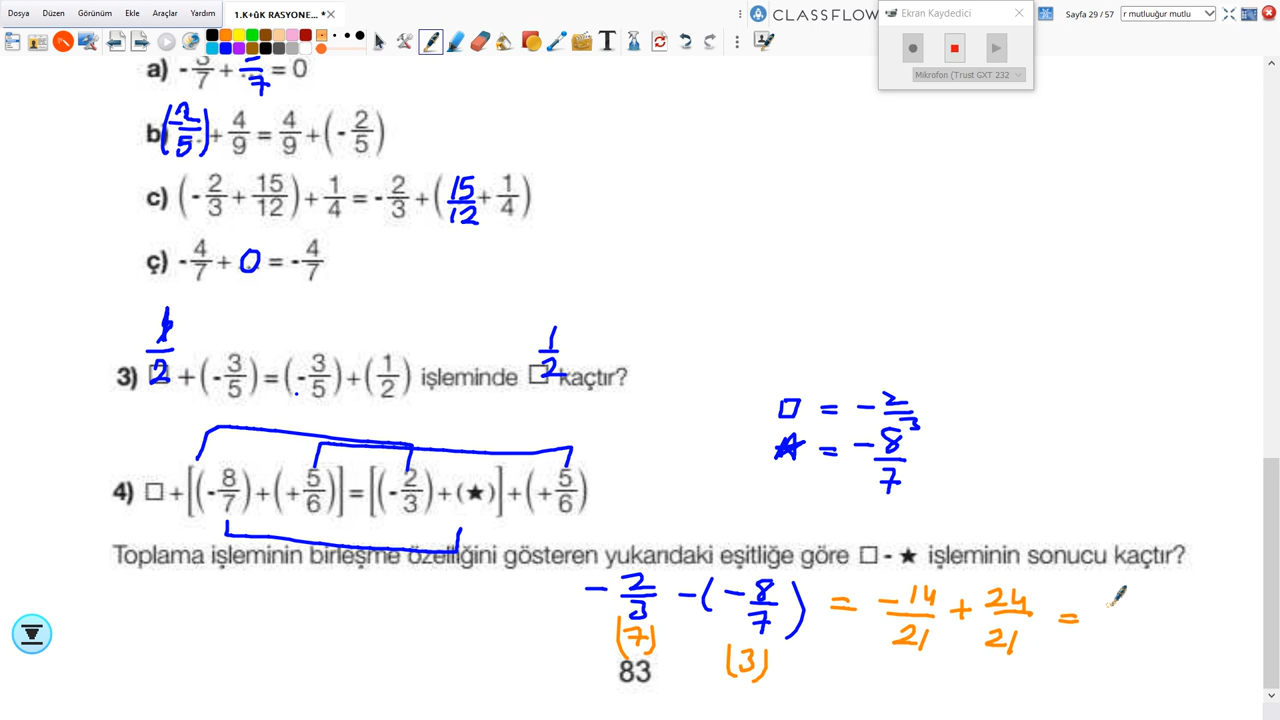 Dosya Düzen Görünüm Ekle Araçlar Yardım
1.K+ûK RASYONE... *
CLASSFLOW
Ekran Kaydedici
Sayfa 29 / 57
r mutluuğur mutlu
Mikrofon (Trust GXT 232
a) - 3/7 + -/7 = 0
b) (-2/5) + 4/9 = 4/9 + (- 2/5)
c) (- 2/3 + 15/12) + 1/4 = - 2/3 + (15/12 + 1/4)
ç) - 4/7 + 0 = - 4/7
1/2 1/2
3) □ + (- 3/5) = (- 3/5) + (1/2) işleminde □ kaçtır?
□ = - 2/3
★ = - 8/7
4) □ + [(- 8/7) + (+ 5/6)] = [(- 2/3) + (★)] + (+ 5/6)
Toplama işleminin birleşme özelliğini gösteren yukarıdaki eşitliğe göre □ - ★ işleminin sonucu kaçtır?
- 2/3 - (- 8/7) = -14/21 + 24/21 =
(7) (3)
83